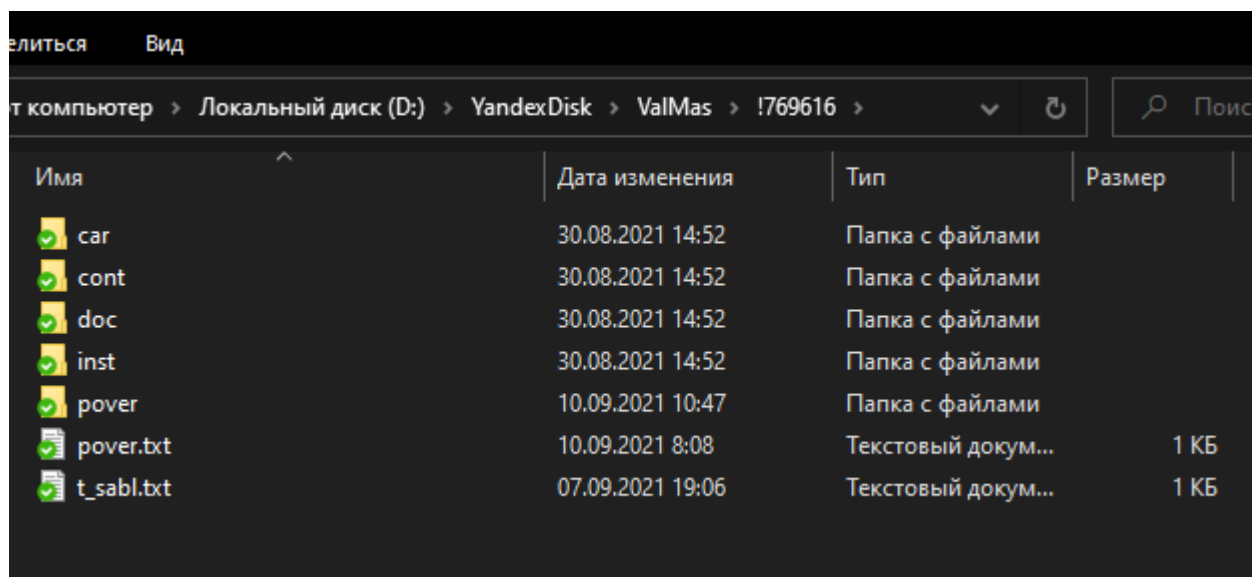 елиться Вид
т компьютер > Локальный диск (D:) > YandexDisk > ValMas > !769616 > Поис
Имя Дата изменения Тип Размер
car 30.08.2021 14:52 Папка с файлами
cont 30.08.2021 14:52 Папка с файлами
doc 30.08.2021 14:52 Папка с файлами
inst 30.08.2021 14:52 Папка с файлами
pover 10.09.2021 10:47 Папка с файлами
pover.txt 10.09.2021 8:08 Текстовый докум... 1 КБ
t_sabl.txt 07.09.2021 19:06 Текстовый докум... 1 КБ